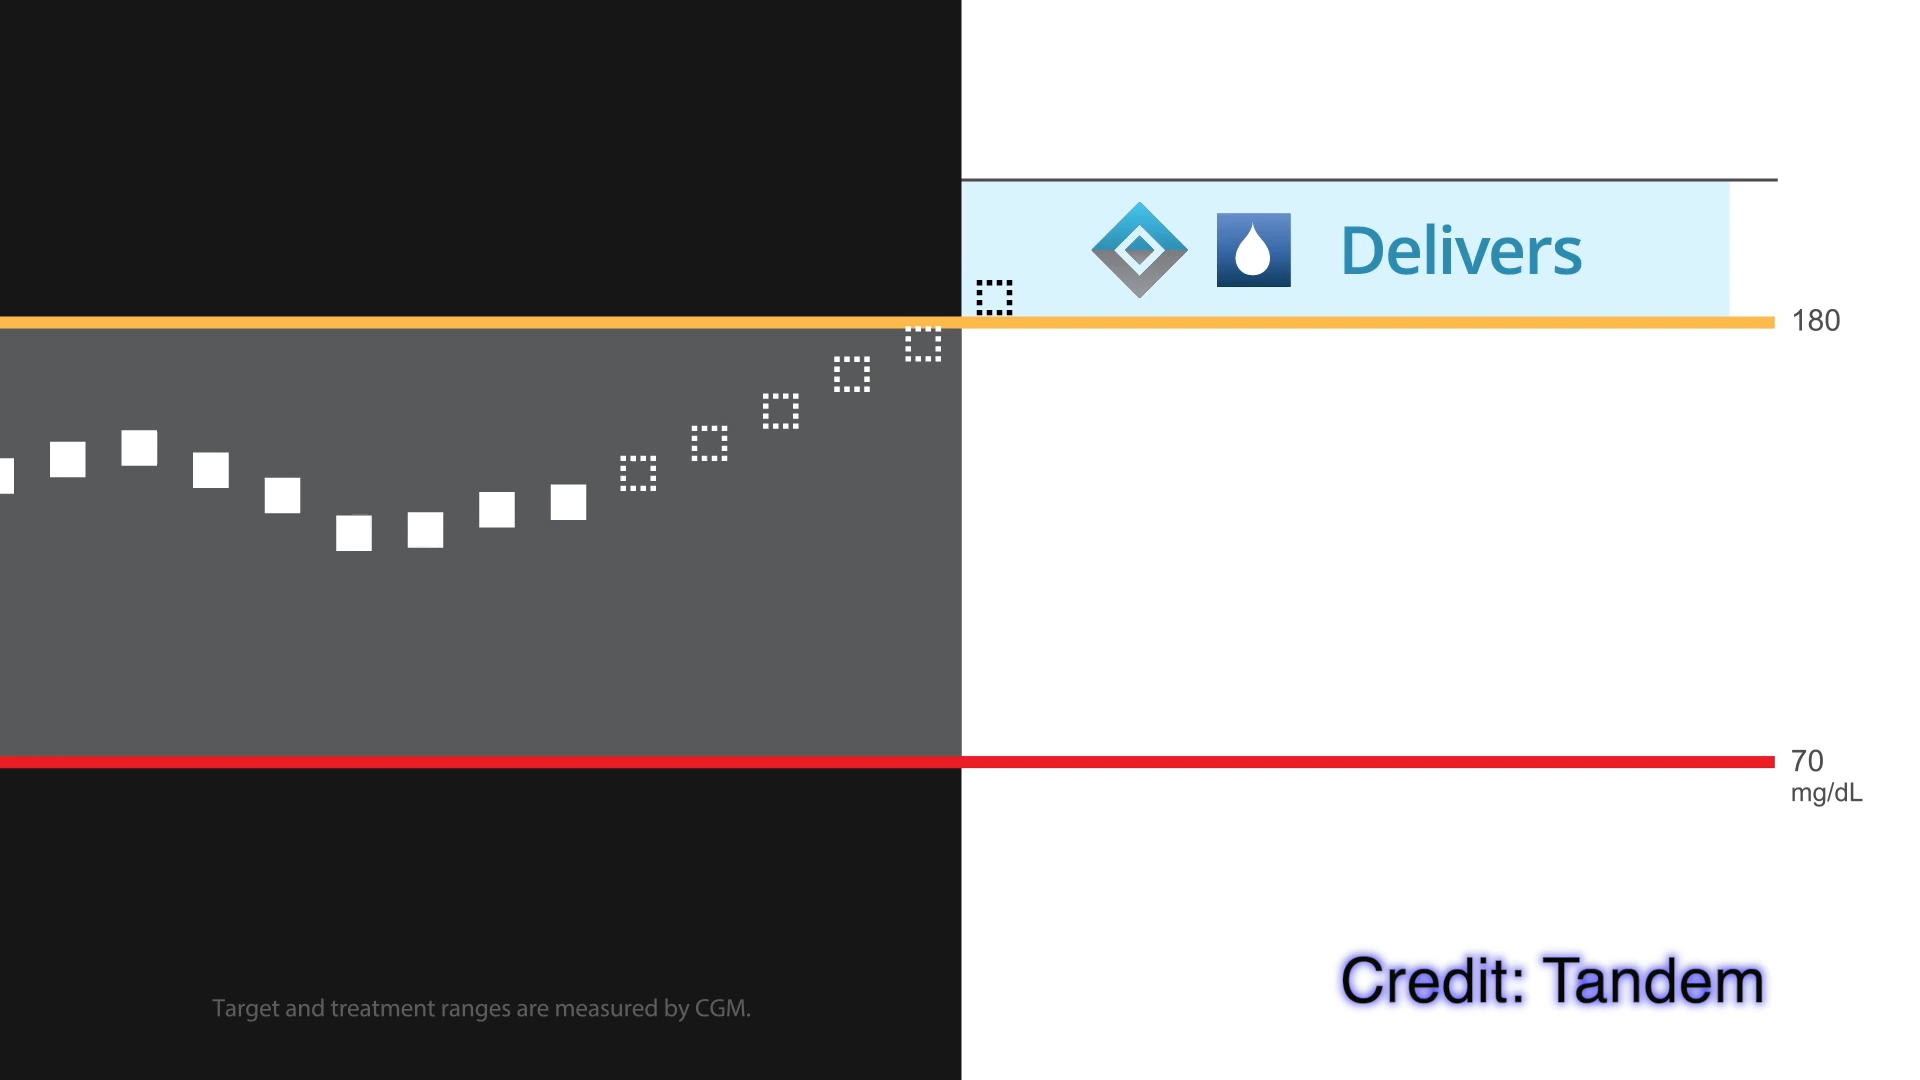 Delivers
180
70
mg/dL
Credit: Tandem
Target and treatment ranges are measured by CGM.